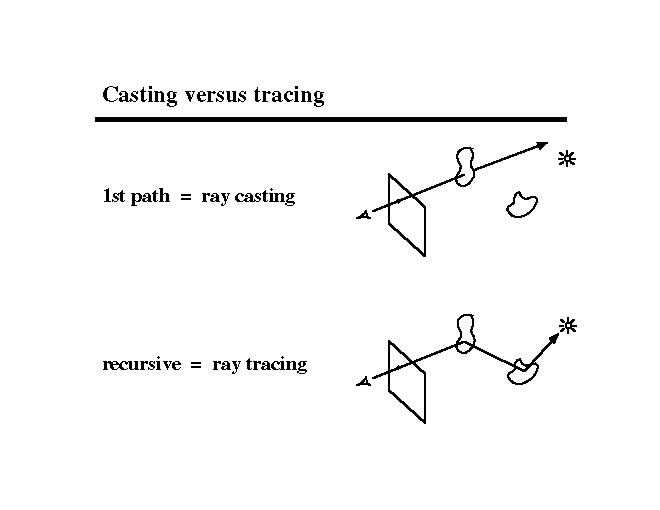 Casting versus tracing
1st path = ray casting
recursive = ray tracing